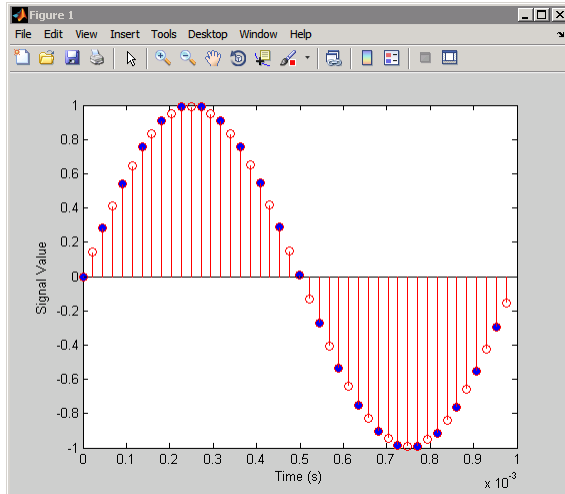 Figure 1
File Edit View Insert Tools Desktop Window Help
1
0.8
0.6
0.4
0.2
0
-0.2
-0.4
-0.6
-0.8
-1
Signal Value
0 0.1 0.2 0.3 0.4 0.5 0.6 0.7 0.8 0.9 1
Time (s)
x 10⁻³